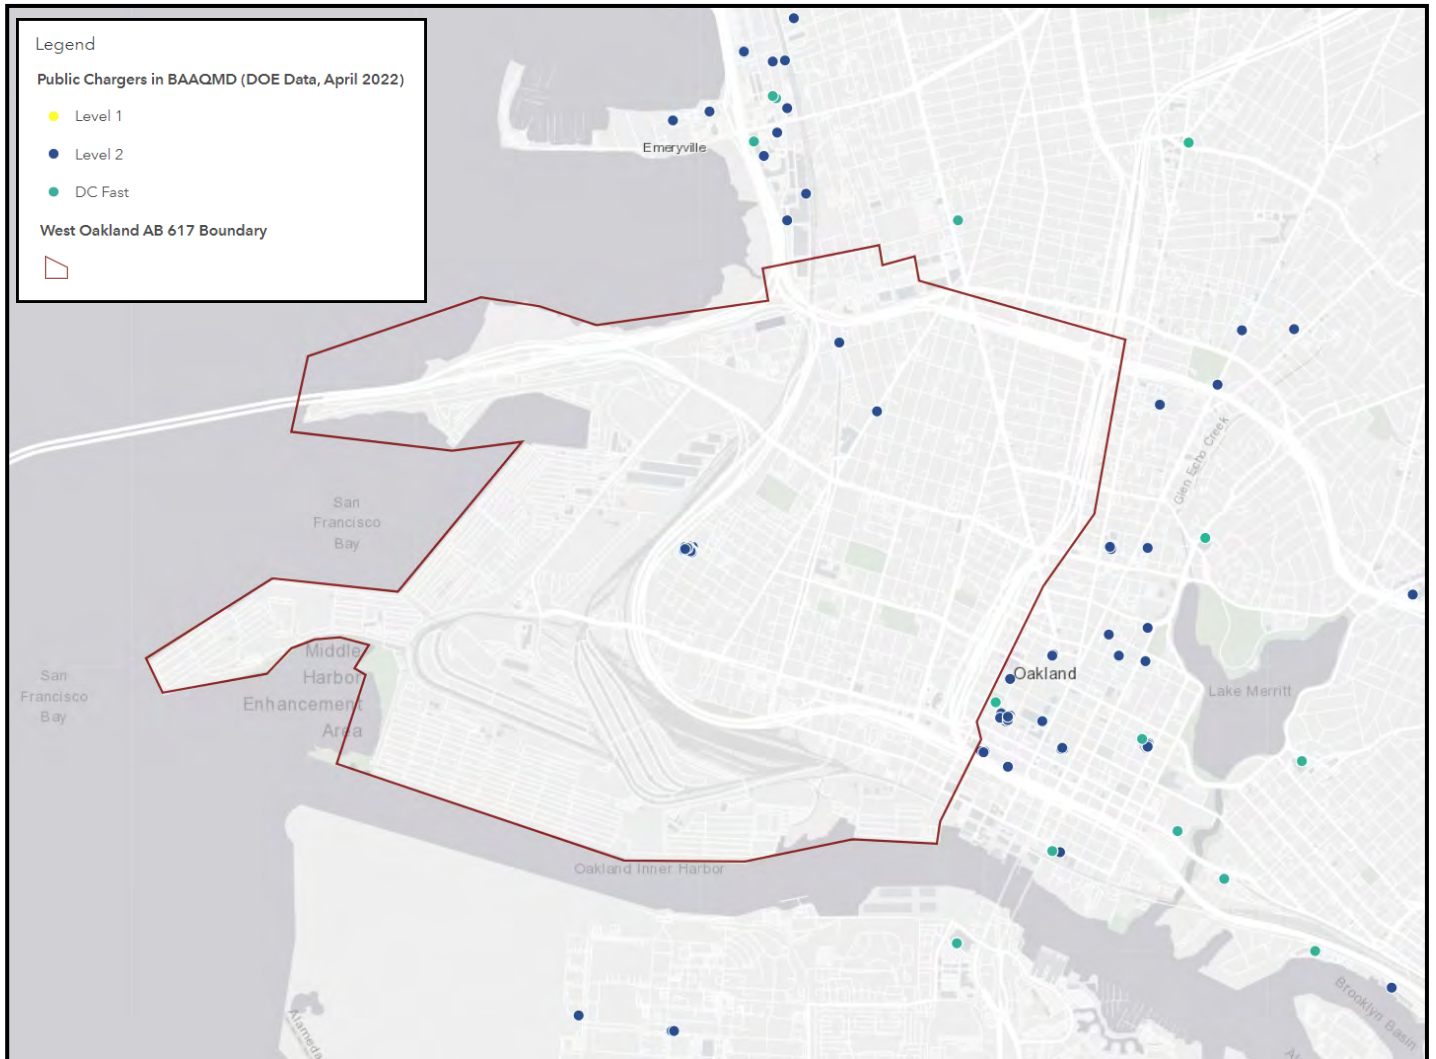 Legend
Public Chargers in BAAQMD (DOE Data, April 2022)
Level 1
Level 2
DC Fast
West Oakland AB 617 Boundary
Emeryville
Glen Echo Creek
San
Francisco
Bay
Middle
Harbor
Enhancement
Area
San
Francisco
Bay
Oakland
Lake Merritt
Oakland Inner Harbor
Brooklyn Basin
Alameda